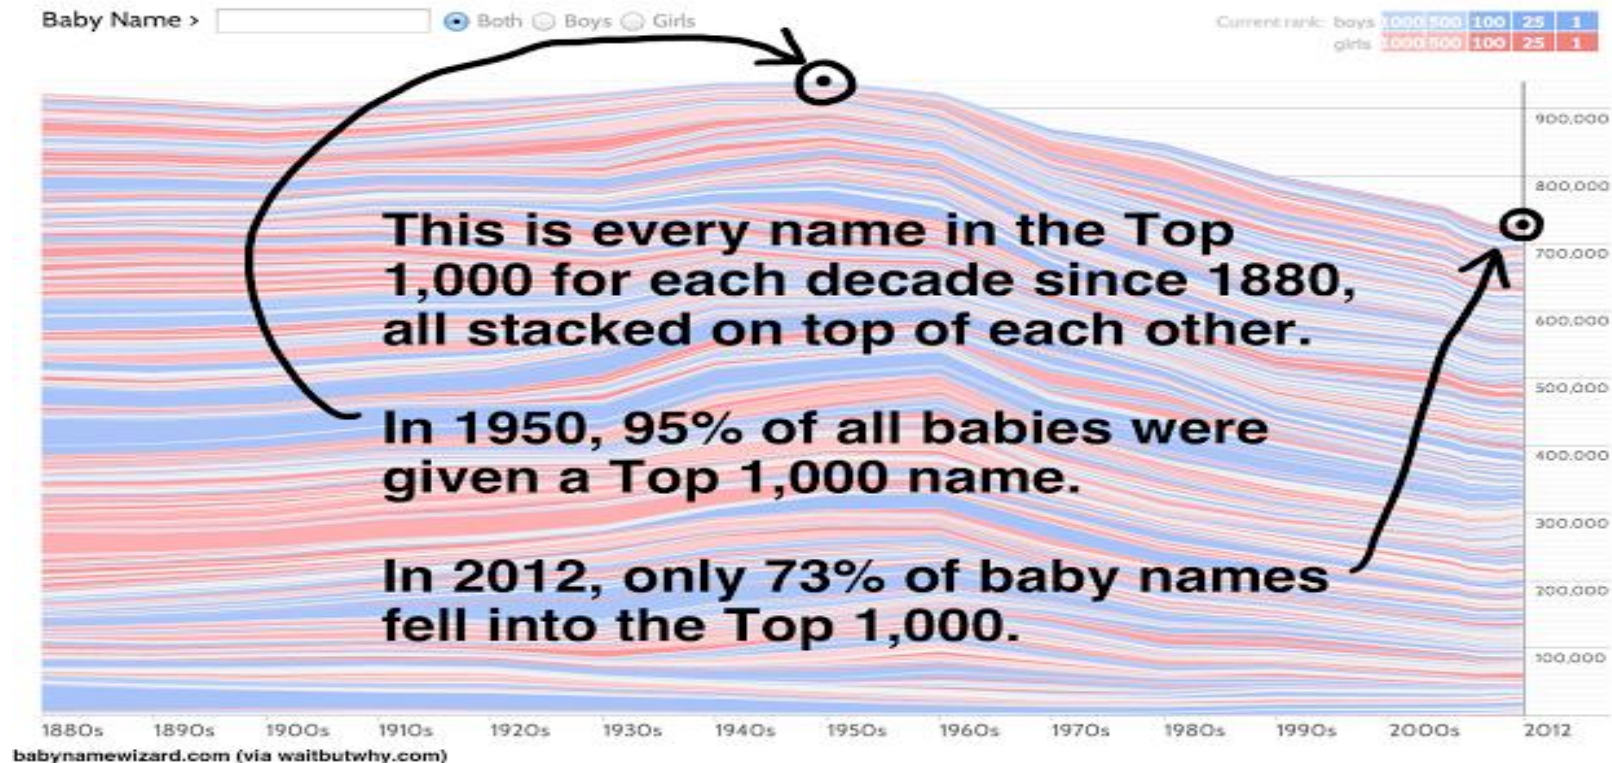 Baby Name > Both Boys Girls
Current rank: boys 1000 500 100 25 1
girls 1000 500 100 25 1
900,000
800,000
This is every name in the Top
1,000 for each decade since 1880,
all stacked on top of each other.
700,000
600,000
500,000
In 1950, 95% of all babies were
given a Top 1,000 name.
400,000
300,000
In 2012, only 73% of baby names
fell into the Top 1,000.
200,000
100,000
1880s 1890s 1900s 1910s 1920s 1930s 1940s 1950s 1960s 1970s 1980s 1990s 2000s 2012
babynamewizard.com (via waitbutwhy.com)